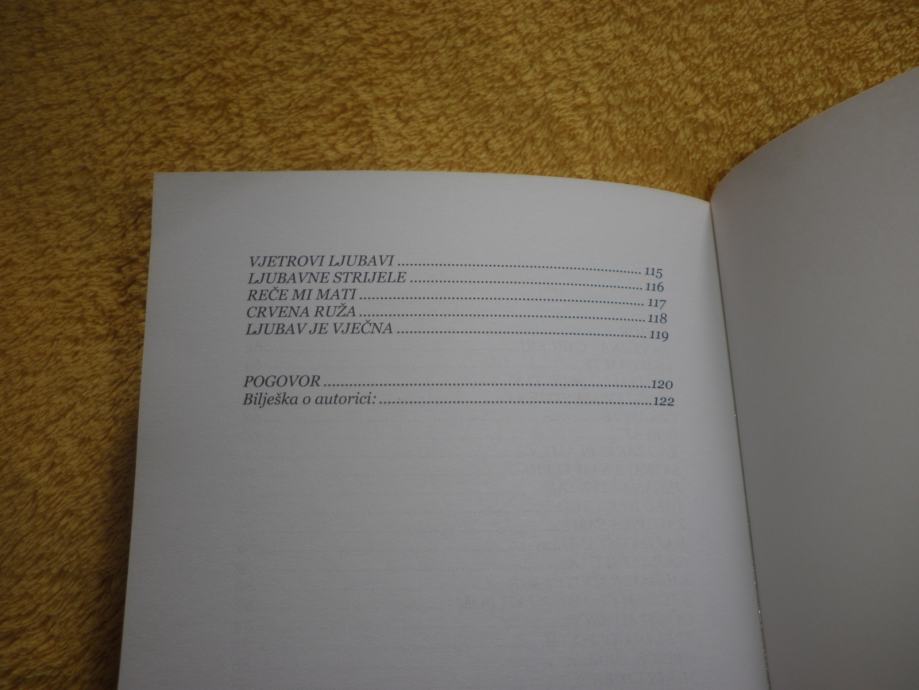 VJETROVI LJUBAVI ........................................................ 115
LJUBAVNE STRIJELE ..................................................... 116
REČE MI MATI ................................................................ 117
CRVENA RUŽA ................................................................ 118
LJUBAV JE VJEČNA ........................................................ 119
POGOVOR ........................................................................ 120
Bilješka o autorici: ............................................................ 122